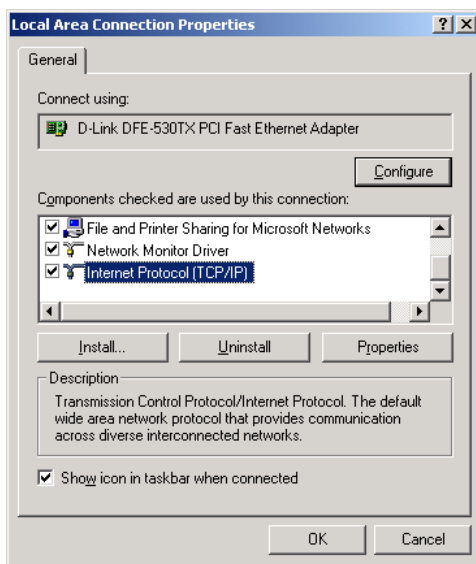 Local Area Connection Properties
General
Connect using:
D-Link DFE-530TX PCI Fast Ethernet Adapter
Configure
Components checked are used by this connection:
File and Printer Sharing for Microsoft Networks
Network Monitor Driver
Internet Protocol (TCP/IP)
Install... Uninstall Properties
Description
Transmission Control Protocol/Internet Protocol. The default
wide area network protocol that provides communication
across diverse interconnected networks.
Show icon in taskbar when connected
OK Cancel